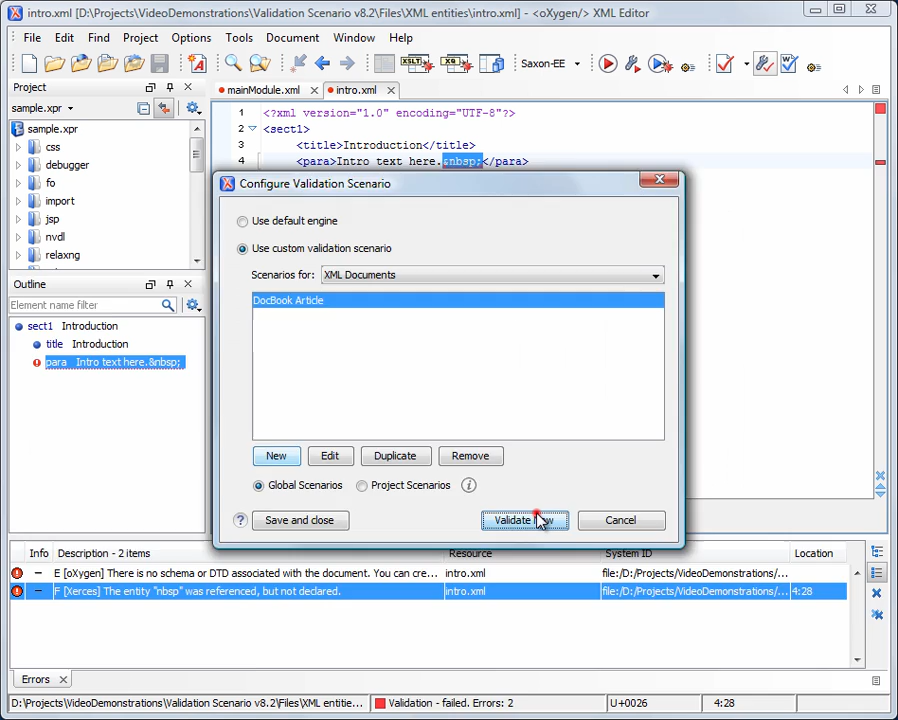 intro.xml [D:\Projects\VideoDemonstrations\Validation Scenario v8.2\Files\XML entities\intro.xml] - <oXygen/> XML Editor
File Edit Find Project Options Tools Document Window Help
Saxon-EE
Project
sample.xpr
sample.xpr
css
debugger
fo
import
jsp
nvdl
relaxng
mainModule.xml intro.xml
1 <?xml version="1.0" encoding="UTF-8"?>
2 <sect1>
3 <title>Introduction</title>
4 <para>Intro text here.&nbsp;</para>
Outline
Element name filter
sect1 Introduction
title Introduction
para Intro text here.&nbsp;
Configure Validation Scenario
Use default engine
Use custom validation scenario
Scenarios for: XML Documents
DocBook Article
New Edit Duplicate Remove
Global Scenarios Project Scenarios
Save and close Validate Cancel
Info Description - 2 items Resource System ID Location
E [oXygen] There is no schema or DTD associated with the document. You can cre... intro.xml file:/D:/Projects/VideoDemonstrations/...
F [Xerces] The entity "nbsp" was referenced, but not declared. intro.xml file:/D:/Projects/VideoDemonstrations/... 4:28
Errors
D:\Projects\VideoDemonstrations\Validation Scenario v8.2\Files\XML entitie... Validation - failed. Errors: 2 U+0026 4:28